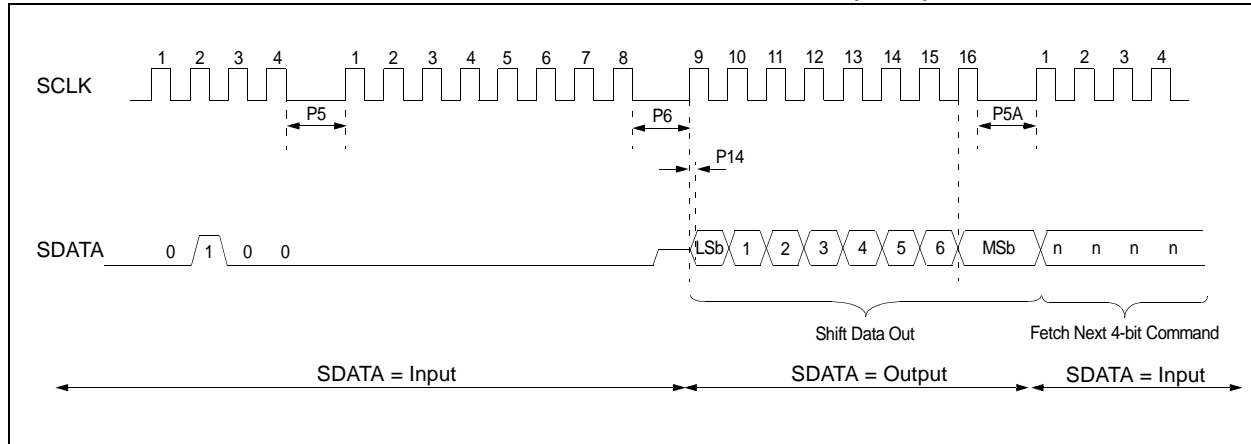 1 2 3 4 1 2 3 4 5 6 7 8 9 10 11 12 13 14 15 16 1 2 3 4
SCLK
P5 P6 P5A
P14
SDATA 0 1 0 0 LSb 1 2 3 4 5 6 MSb n n n n
Shift Data Out Fetch Next 4-bit Command
SDATA = Input SDATA = Output SDATA = Input